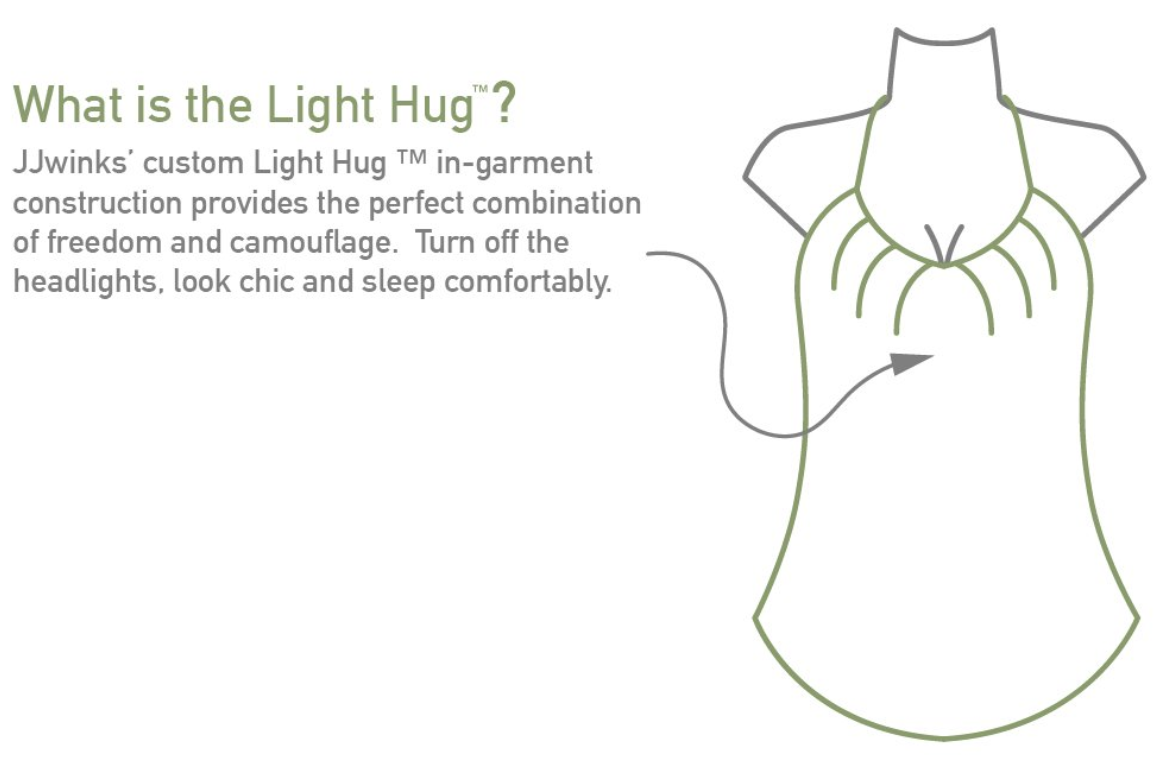 What is the Light Hug™?
JJwinks’ custom Light Hug ™ in-garment
construction provides the perfect combination
of freedom and camouflage.  Turn off the
headlights, look chic and sleep comfortably.